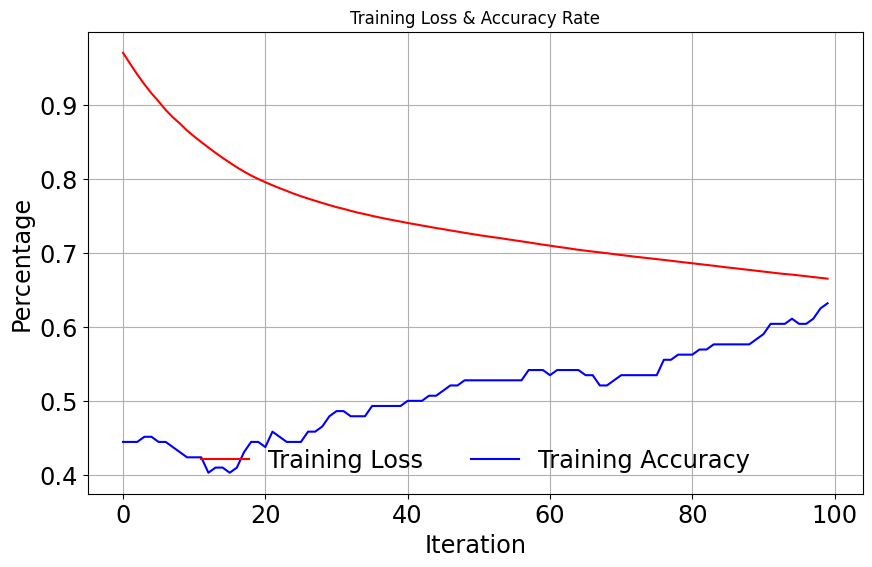 Training Loss & Accuracy Rate
0.9
0.8
0.7
0.6
0.5
0.4
Percentage
Training Loss Training Accuracy
0 20 40 60 80 100
Iteration